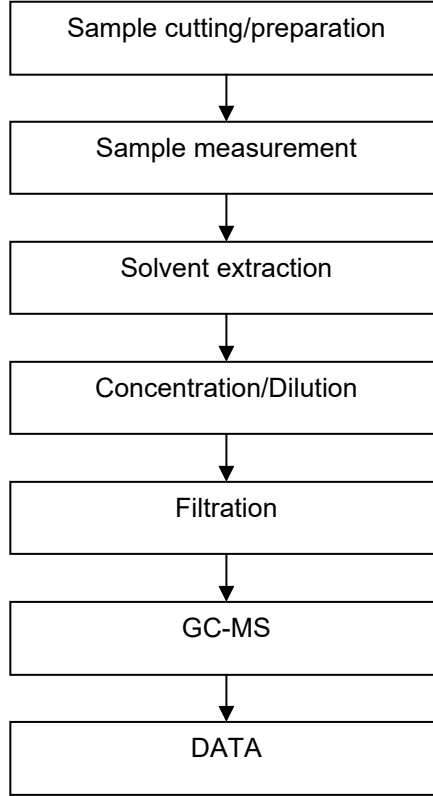 Sample cutting/preparation
Sample measurement
Solvent extraction
Concentration/Dilution
Filtration
GC-MS
DATA